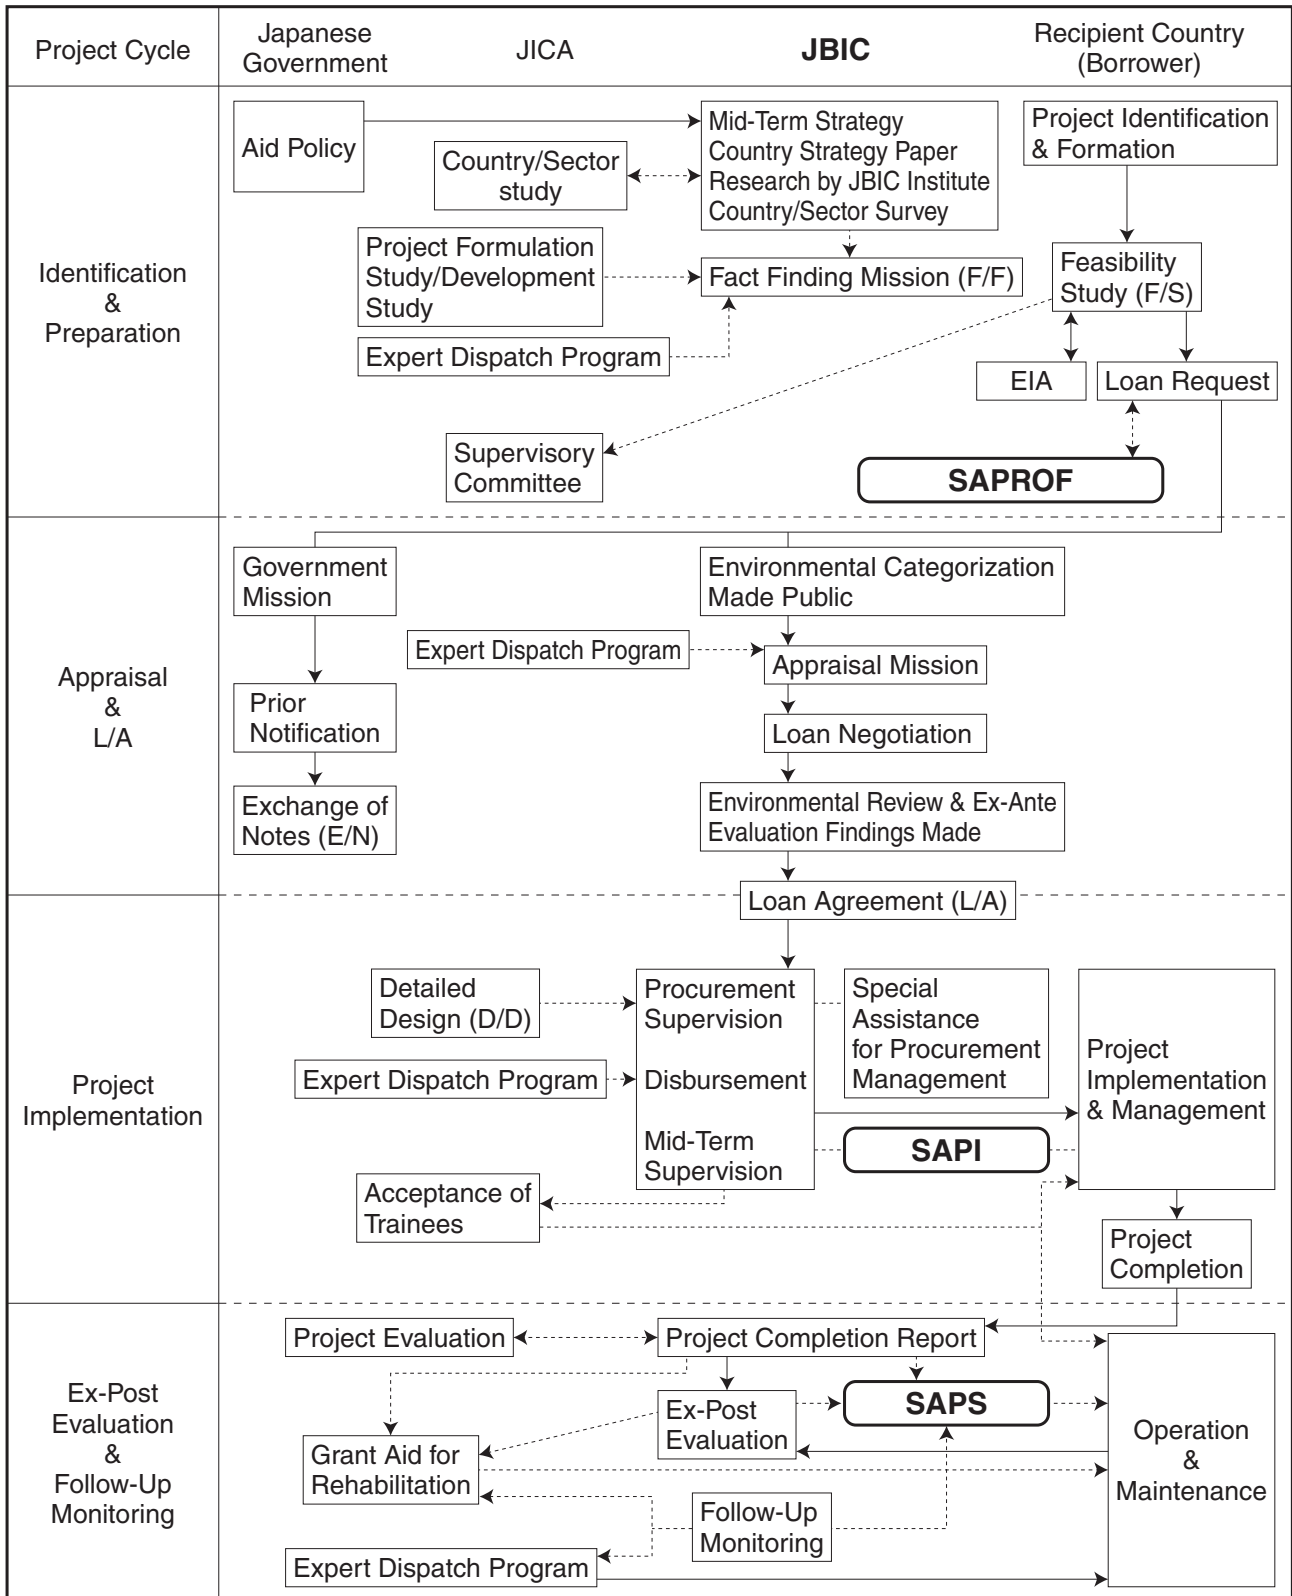 Project Cycle
Japanese
Government
JICA
JBIC
Recipient Country
(Borrower)
Identification
&
Preparation
Aid Policy
Country/Sector
study
Mid-Term Strategy
Country Strategy Paper
Research by JBIC Institute
Country/Sector Survey
Project Identification
& Formation
Project Formulation
Study/Development
Study
Fact Finding Mission (F/F)
Feasibility
Study (F/S)
Expert Dispatch Program
EIA
Loan Request
Supervisory
Committee
SAPROF
Appraisal
&
L/A
Government
Mission
Environmental Categorization
Made Public
Expert Dispatch Program
Appraisal Mission
Prior
Notification
Loan Negotiation
Exchange of
Notes (E/N)
Environmental Review & Ex-Ante
Evaluation Findings Made
Loan Agreement (L/A)
Project
Implementation
Detailed
Design (D/D)
Procurement
Supervision
Disbursement
Mid-Term
Supervision
Special
Assistance
for Procurement
Management
Project
Implementation
& Management
Expert Dispatch Program
SAPI
Acceptance of
Trainees
Project
Completion
Ex-Post
Evaluation
&
Follow-Up
Monitoring
Project Evaluation
Project Completion Report
Ex-Post
Evaluation
SAPS
Operation
&
Maintenance
Grant Aid for
Rehabilitation
Follow-Up
Monitoring
Expert Dispatch Program